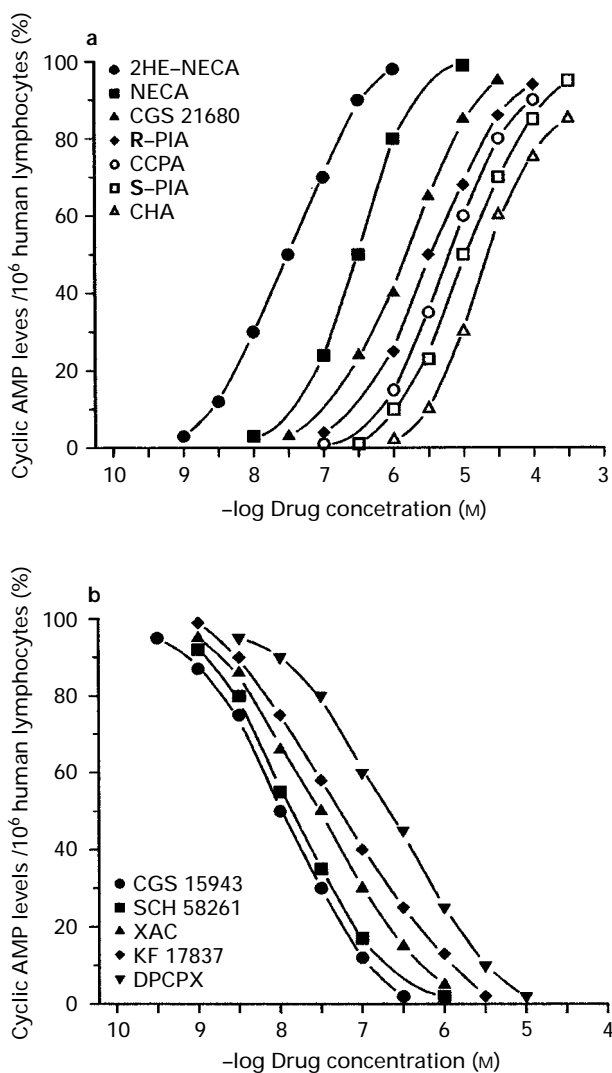 a
Cyclic AMP leves /10⁶ human lymphocytes (%)
100
80
60
40
20
0
2HE–NECA
NECA
CGS 21680
R–PIA
CCPA
S–PIA
CHA
10 9 8 7 6 5 4 3
–log Drug concetration (M)
b
Cyclic AMP levels /10⁶ human lymphocytes (%)
100
80
60
40
20
0
CGS 15943
SCH 58261
XAC
KF 17837
DPCPX
10 9 8 7 6 5 4
–log Drug concentration (M)